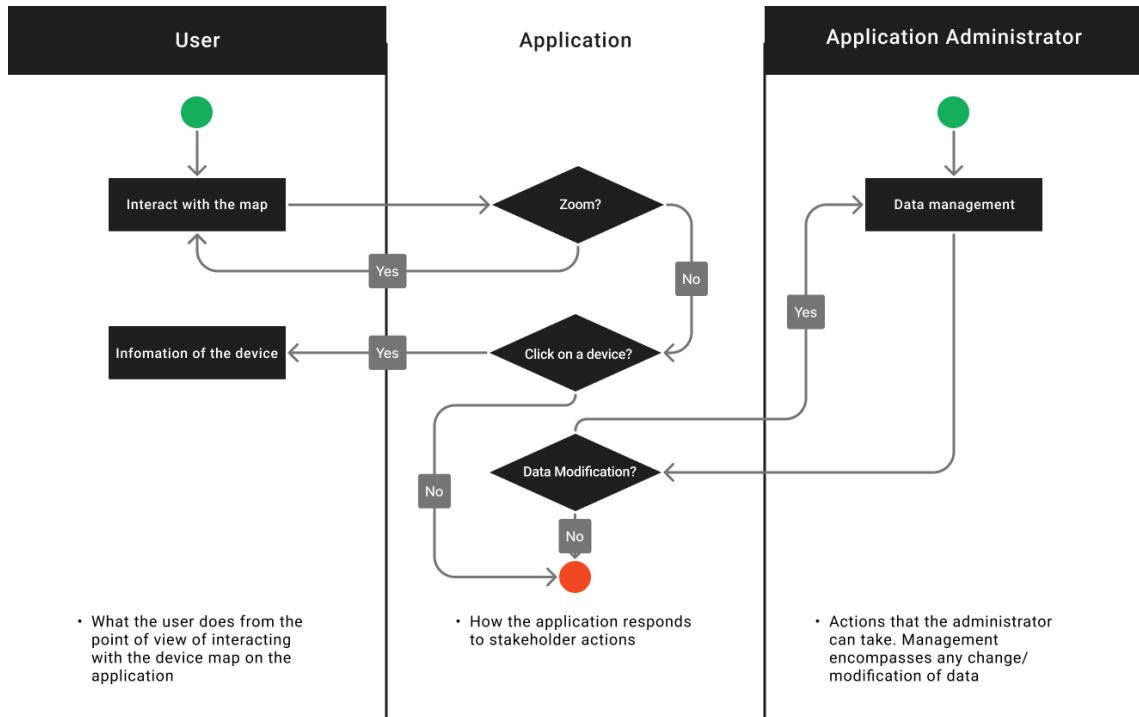 User
Application
Application Administrator
Interact with the map
Zoom?
Data management
Yes
No
Yes
Infomation of the device
Yes
Click on a device?
Data Modification?
No
No
• What the user does from the
point of view of interacting
with the device map on the
application
• How the application responds
to stakeholder actions
• Actions that the administrator
can take. Management
encompasses any change/
modification of data